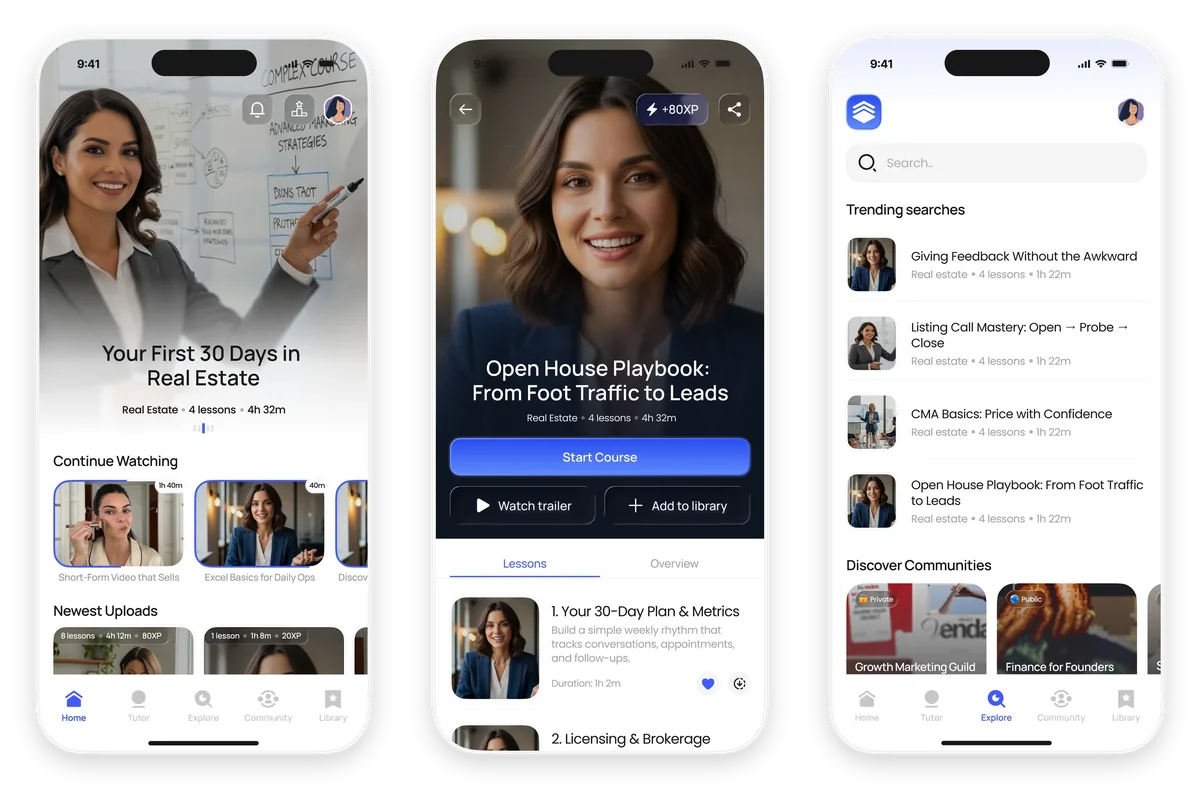 9:41
COMPLEX COURSE
ADVANCED MARKETING
STRATEGIES
Your First 30 Days in
Real Estate
Real Estate • 4 lessons • 4h 32m
Continue Watching
1h 40m
40m
Short-Form Video that Sells
Excel Basics for Daily Ops
Discov
Newest Uploads
8 lessons • 4h 12m • 80XP
1 lesson • 1h 8m • 20XP
Home
Tutor
Explore
Community
Library
+80XP
Open House Playbook:
From Foot Traffic to Leads
Real Estate • 4 lessons • 4h 32m
Start Course
Watch trailer
Add to library
Lessons
Overview
1. Your 30-Day Plan & Metrics
Build a simple weekly rhythm that
tracks conversations, appointments,
and follow-ups.
Duration: 1h 2m
2. Licensing & Brokerage
9:41
Search..
Trending searches
Giving Feedback Without the Awkward
Real estate • 4 lessons • 1h 22m
Listing Call Mastery: Open → Probe →
Close
Real estate • 4 lessons • 1h 22m
CMA Basics: Price with Confidence
Real estate • 4 lessons • 1h 22m
Open House Playbook: From Foot Traffic
to Leads
Real estate • 4 lessons • 1h 22m
Discover Communities
Private
Public
Growth Marketing Guild
Finance for Founders
Home
Tutor
Explore
Community
Library